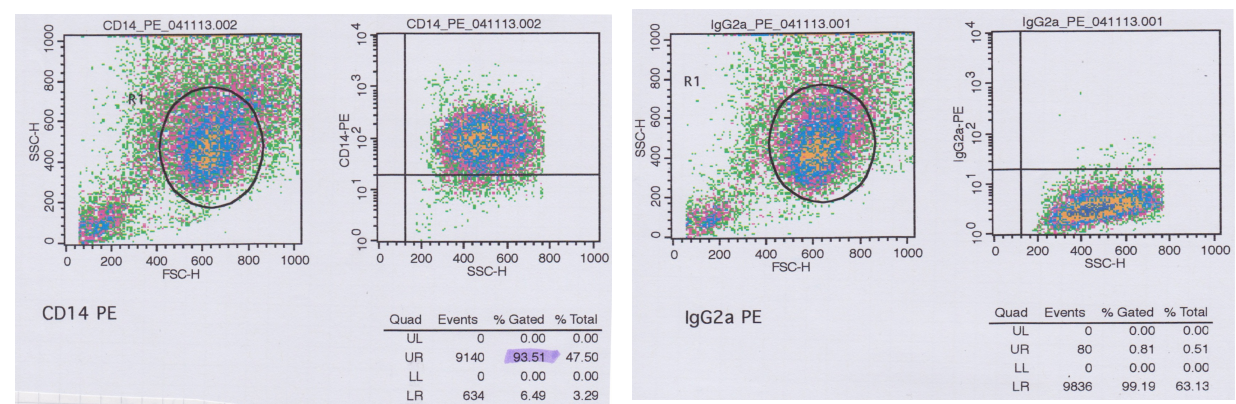 CD14_PE_041113.002
SSC-H
0 200 400 600 800 1000
R1
0 200 400 600 800 1000
FSC-H
CD14_PE_041113.002
CD14-PE
10^0 10^1 10^2 10^3 10^4
0 200 400 600 800 1000
SSC-H
CD14 PE
Quad Events % Gated % Total
UL 0 0.00 0.00
UR 9140 93.51 47.50
LL 0 0.00 0.00
LR 634 6.49 3.29
IgG2a_PE_041113.001
SSC-H
0 200 400 600 800 1000
R1
0 200 400 600 800 1000
FSC-H
IgG2a_PE_041113.001
IgG2a-PE
10^0 10^1 10^2 10^3 10^4
0 200 400 600 800 1000
SSC-H
IgG2a PE
Quad Events % Gated % Total
UL 0 0.00 0.00
UR 80 0.81 0.51
LL 0 0.00 0.00
LR 9836 99.19 63.13